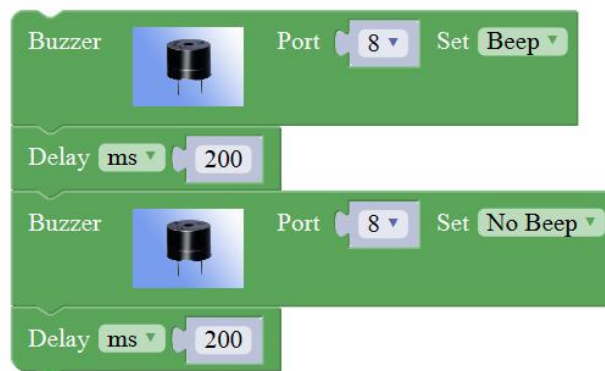 Buzzer Port 8 Set Beep
Delay ms 200
Buzzer Port 8 Set No Beep
Delay ms 200